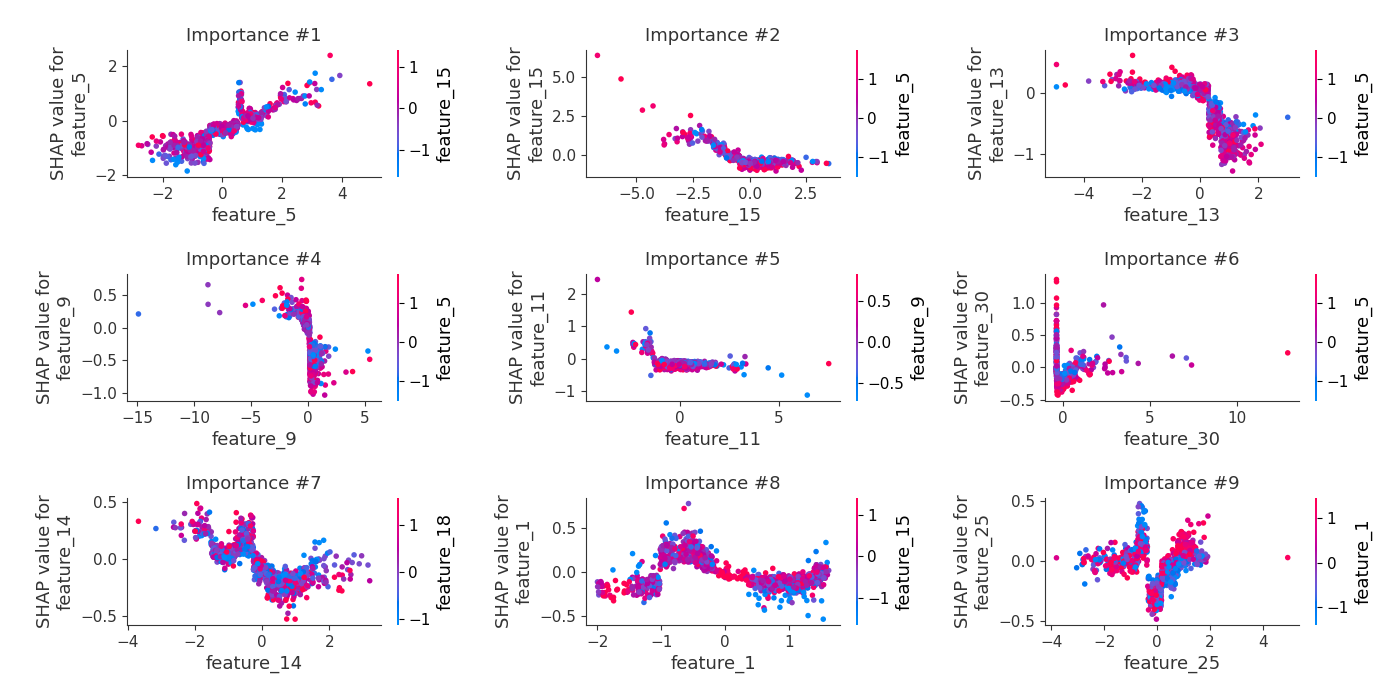 Importance #1
SHAP value for
feature_5
2
0
−2
−2
0
2
4
feature_5
1
0
−1
feature_15
Importance #2
SHAP value for
feature_15
5.0
2.5
0.0
−5.0
−2.5
0.0
2.5
feature_15
1
0
−1
feature_5
Importance #3
SHAP value for
feature_13
0
−1
−4
−2
0
2
feature_13
1
0
−1
feature_5
Importance #4
SHAP value for
feature_9
0.5
0.0
−0.5
−1.0
−15
−10
−5
0
5
feature_9
1
0
−1
feature_5
Importance #5
SHAP value for
feature_11
2
1
0
−1
0
5
feature_11
0.5
0.0
−0.5
feature_9
Importance #6
SHAP value for
feature_30
1.0
0.5
0.0
−0.5
0
5
10
feature_30
1
0
−1
feature_5
Importance #7
SHAP value for
feature_14
0.5
0.0
−0.5
−4
−2
0
2
feature_14
1
0
−1
feature_18
Importance #8
SHAP value for
feature_1
0.5
0.0
−0.5
−2
−1
0
1
feature_1
1
0
−1
feature_15
Importance #9
SHAP value for
feature_25
0.5
0.0
−0.5
−4
−2
0
2
4
feature_25
1
0
−1
feature_1